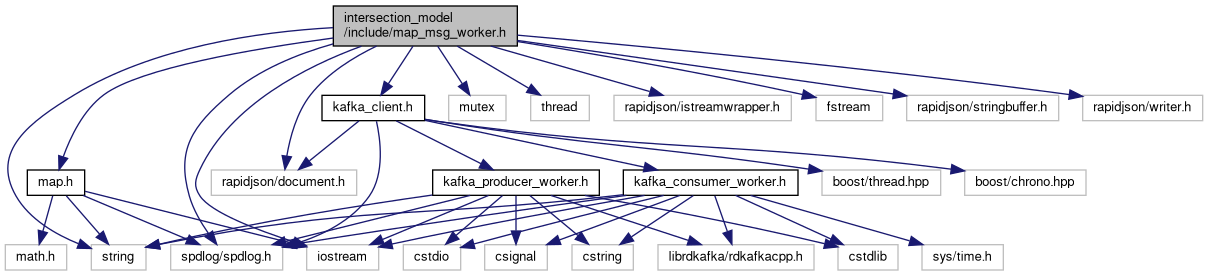 intersection_model
/include/map_msg_worker.h
kafka_client.h
mutex
thread
rapidjson/istreamwrapper.h
fstream
rapidjson/stringbuffer.h
rapidjson/writer.h
map.h
rapidjson/document.h
kafka_producer_worker.h
kafka_consumer_worker.h
boost/thread.hpp
boost/chrono.hpp
math.h
string
spdlog/spdlog.h
iostream
cstdio
csignal
cstring
librdkafka/rdkafkacpp.h
cstdlib
sys/time.h